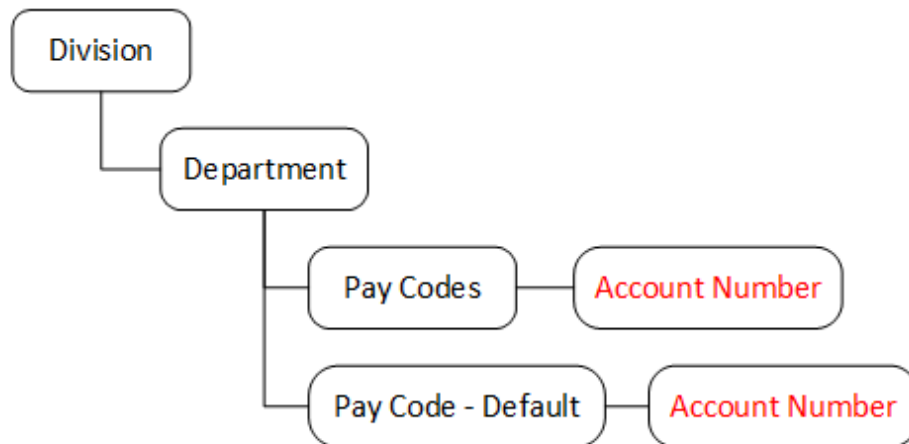 Division
Department
Pay Codes
Account Number
Pay Code - Default
Account Number